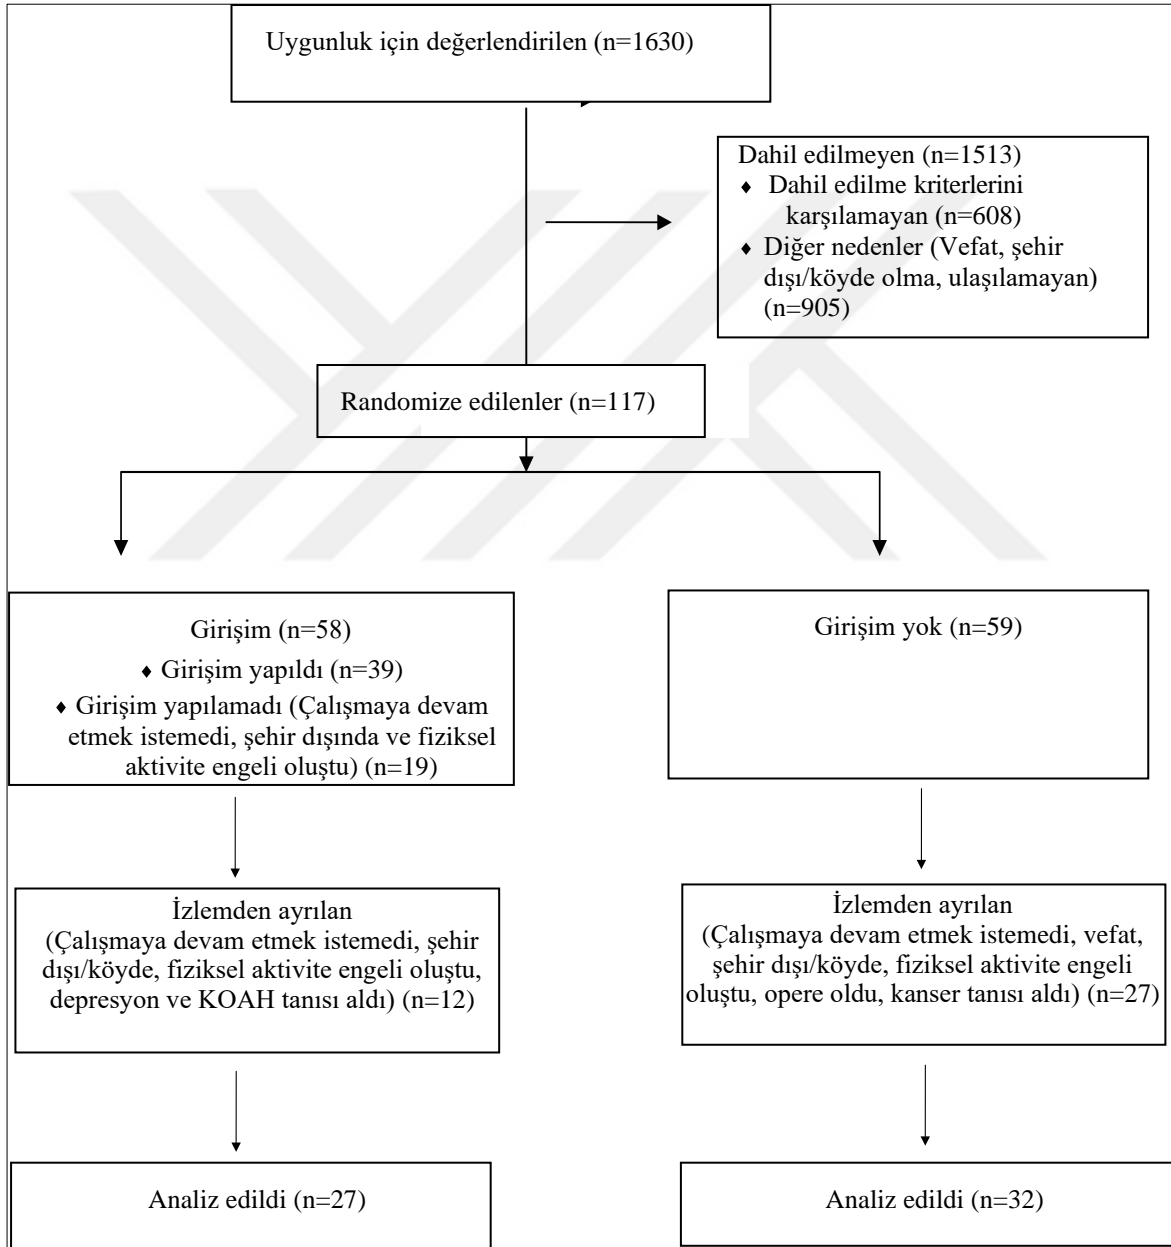 Uygunluk için değerlendirilen (n=1630)
Dahil edilmeyen (n=1513)
♦ Dahil edilme kriterlerini
karşılamayan (n=608)
♦ Diğer nedenler (Vefat, şehir
dışı/köyde olma, ulaşılamayan)
(n=905)
Randomize edilenler (n=117)
Girişim (n=58)
♦ Girişim yapıldı (n=39)
♦ Girişim yapılamadı (Çalışmaya devam
etmek istemedi, şehir dışında ve fiziksel
aktivite engeli oluştu) (n=19)
Girişim yok (n=59)
İzlemden ayrılan
(Çalışmaya devam etmek istemedi, şehir
dışı/köyde, fiziksel aktivite engeli oluştu,
depresyon ve KOAH tanısı aldı) (n=12)
İzlemden ayrılan
(Çalışmaya devam etmek istemedi, vefat,
şehir dışı/köyde, fiziksel aktivite engeli
oluştu, opere oldu, kanser tanısı aldı) (n=27)
Analiz edildi (n=27)
Analiz edildi (n=32)